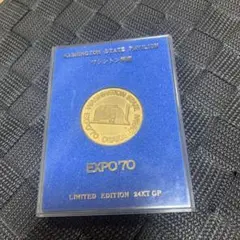 WASHINGTON STATE PAVILION
ワシントン州館
EXPO'70
LIMITED EDITION 24KT GP